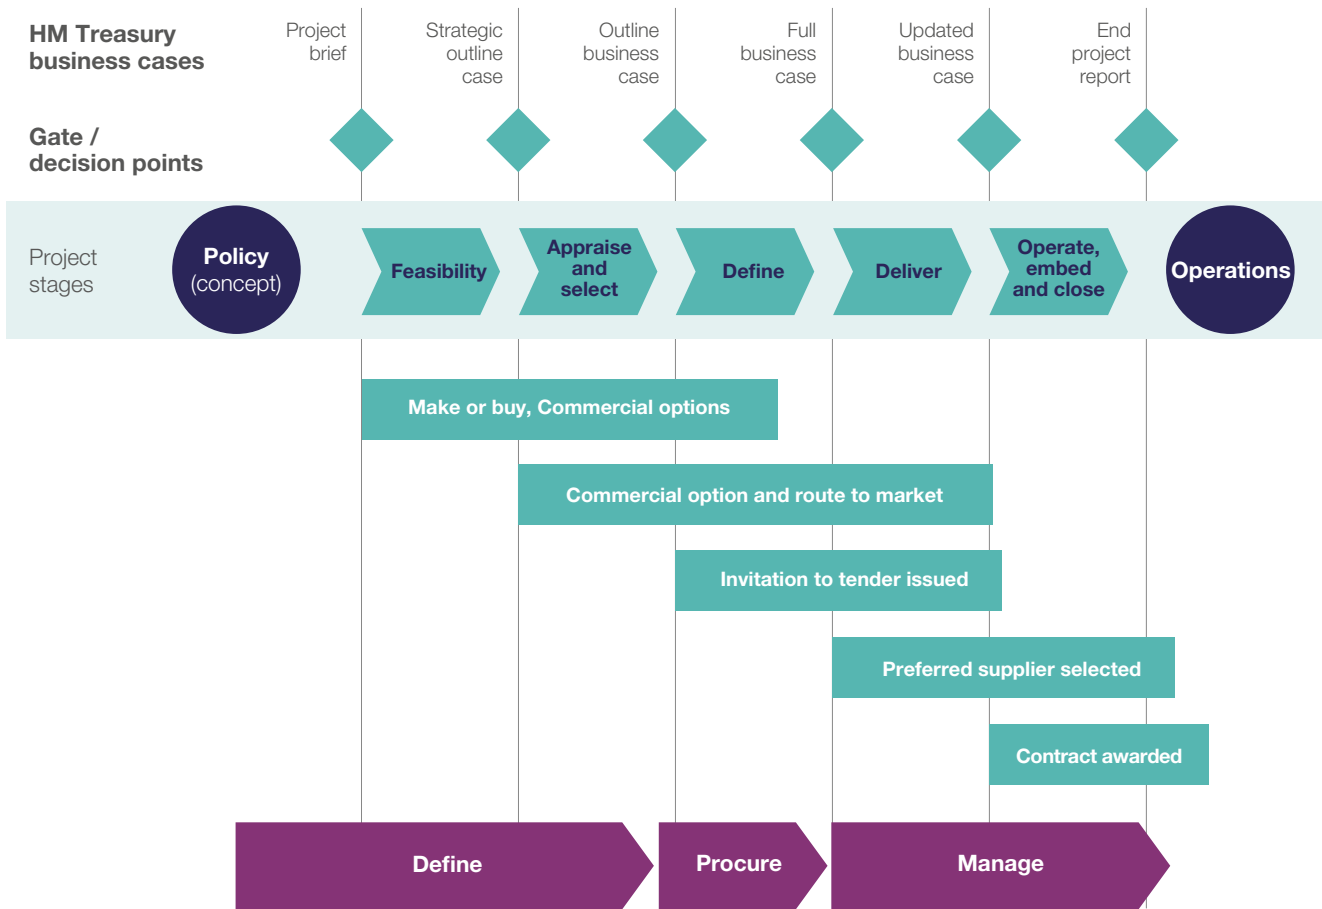 HM Treasury
business cases
Project
brief
Strategic
outline
case
Outline
business
case
Full
business
case
Updated
business
case
End
project
report
Gate /
decision points
Project
stages
Policy
(concept)
Feasibility
Appraise
and
select
Define
Deliver
Operate,
embed
and close
Operations
Make or buy, Commercial options
Commercial option and route to market
Invitation to tender issued
Preferred supplier selected
Contract awarded
Define
Procure
Manage